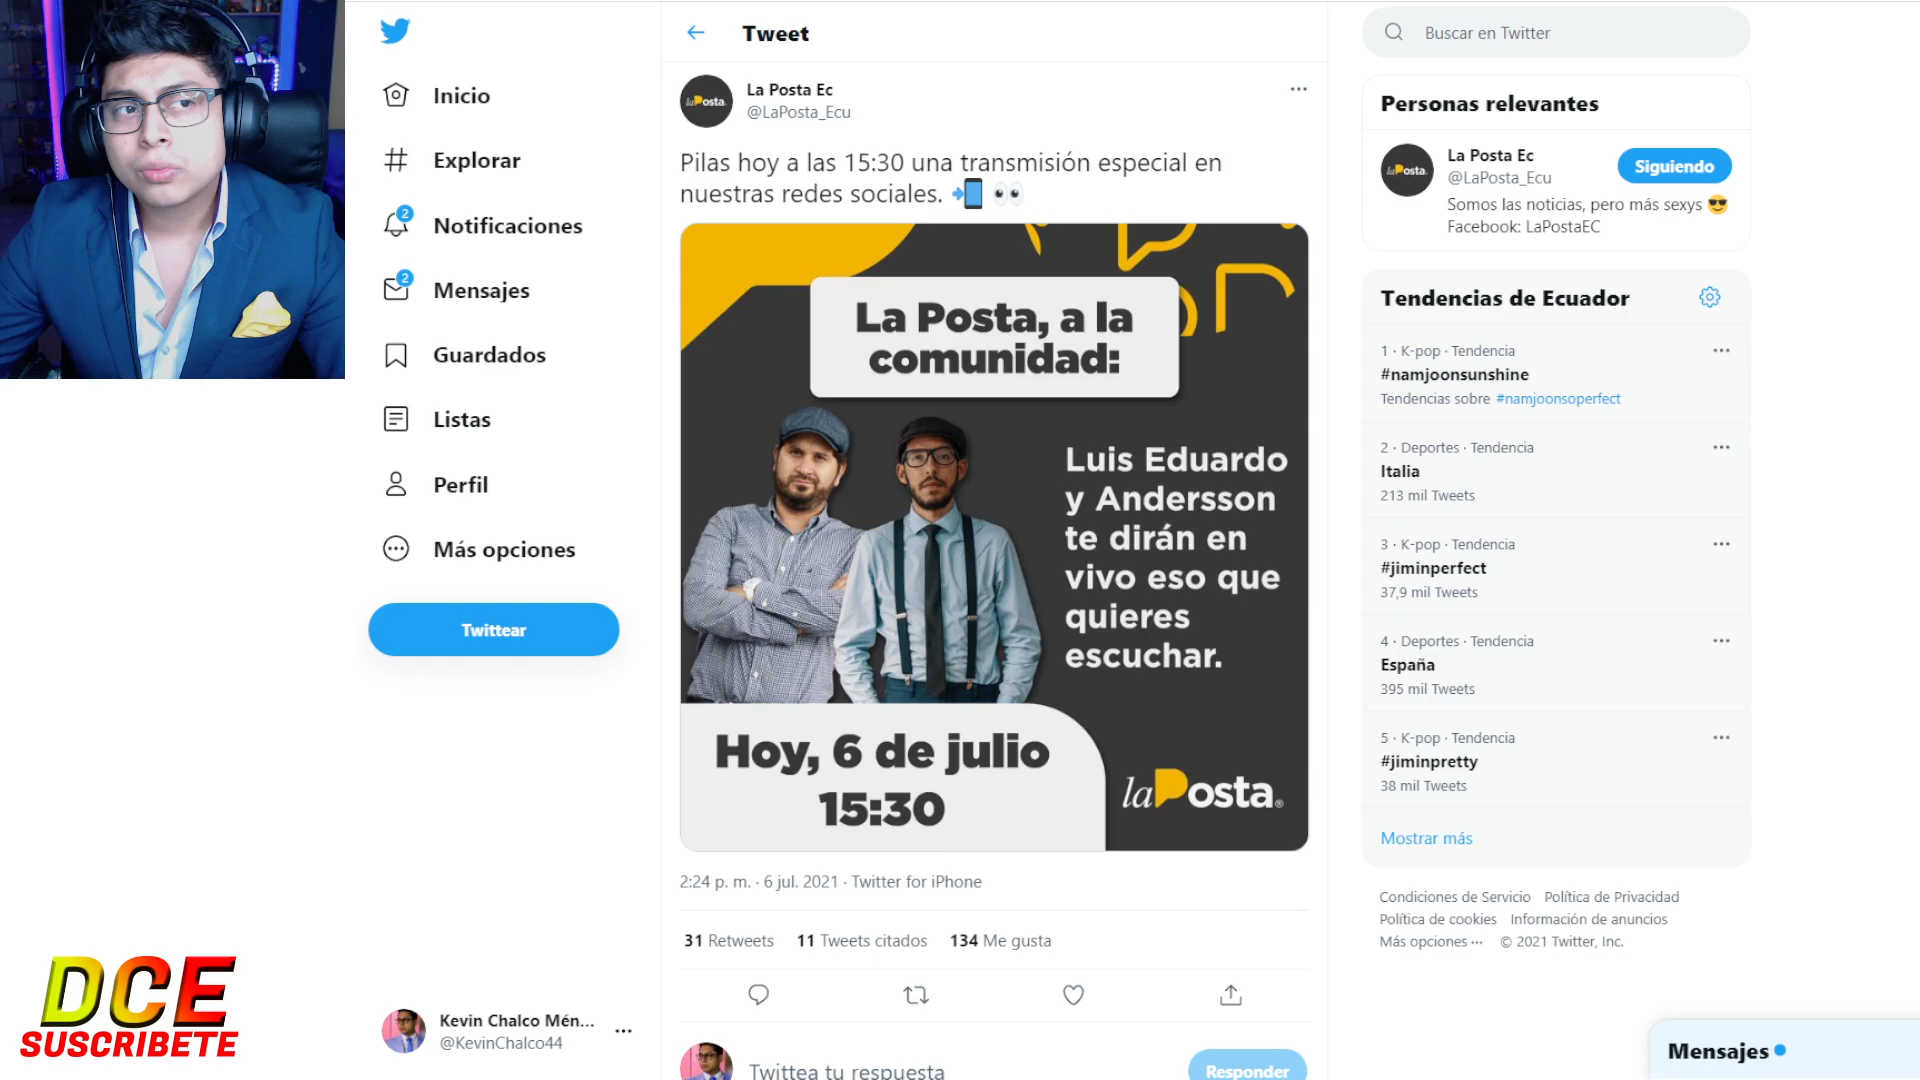 Inicio
Explorar
2
Notificaciones
2
Mensajes
Guardados
Listas
Perfil
Más opciones
Twittear
Kevin Chalco Mén...
@KevinChalco44
DCE
SUSCRIBETE
Tweet
laPosta.
La Posta Ec
@LaPosta_Ecu
Pilas hoy a las 15:30 una transmisión especial en
nuestras redes sociales.
La Posta, a la
comunidad:
Luis Eduardo
y Andersson
te dirán en
vivo eso que
quieres
escuchar.
Hoy, 6 de julio
15:30
laPosta®
2:24 p. m. · 6 jul. 2021 · Twitter for iPhone
31 Retweets 11 Tweets citados 134 Me gusta
Twittea tu respuesta
Responder
Buscar en Twitter
Personas relevantes
laPosta.
La Posta Ec
@LaPosta_Ecu
Siguiendo
Somos las noticias, pero más sexys
Facebook: LaPostaEC
Tendencias de Ecuador
1 · K-pop · Tendencia
#namjoonsunshine
Tendencias sobre #namjoonsoperfect
2 · Deportes · Tendencia
Italia
213 mil Tweets
3 · K-pop · Tendencia
#jiminperfect
37,9 mil Tweets
4 · Deportes · Tendencia
España
395 mil Tweets
5 · K-pop · Tendencia
#jiminpretty
38 mil Tweets
Mostrar más
Condiciones de Servicio Política de Privacidad
Política de cookies Información de anuncios
Más opciones ··· © 2021 Twitter, Inc.
Mensajes